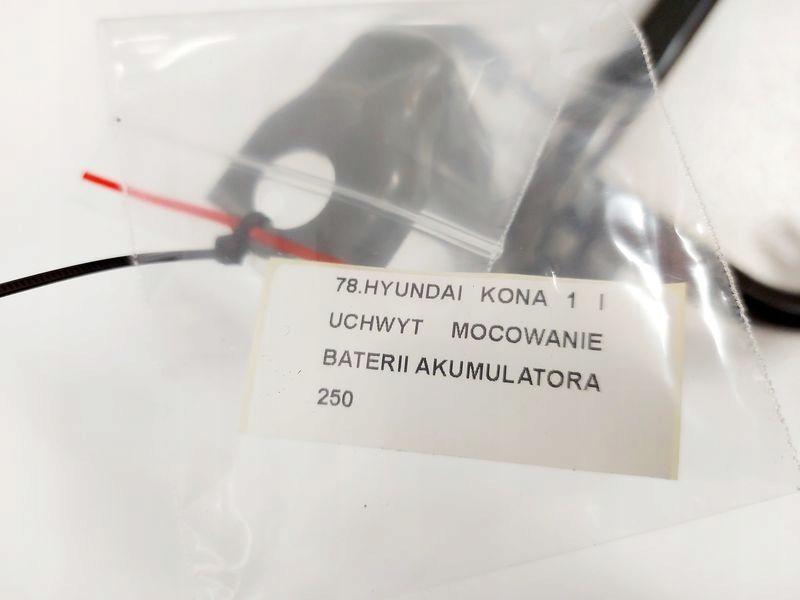 78.HYUNDAI KONA 1 I
UCHWYT MOCOWANIE
BATERII AKUMULATORA
250